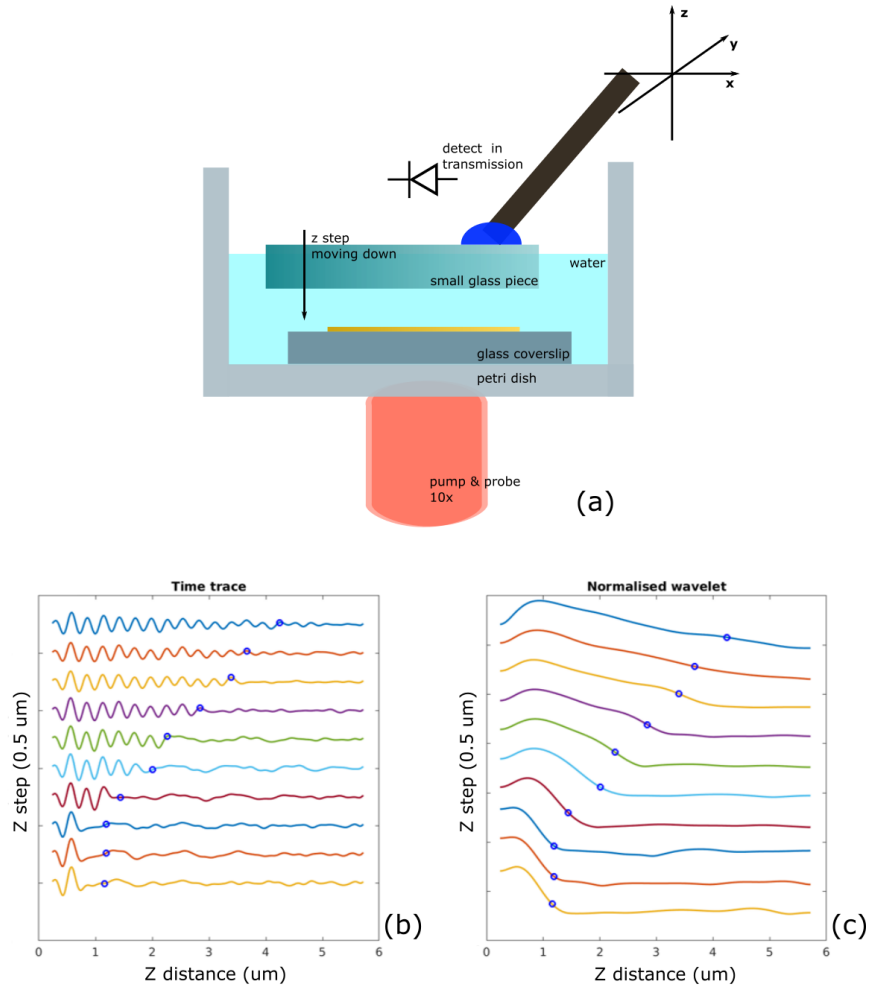 z
y
x
detect in
transmission
z step
moving down
water
small glass piece
glass coverslip
petri dish
pump & probe
10x
(a)
Time trace
Z step (0.5 um)
0 1 2 3 4 5 6
Z distance (um)
(b)
Normalised wavelet
Z step (0.5 um)
0 1 2 3 4 5 6
Z distance (um)
(c)